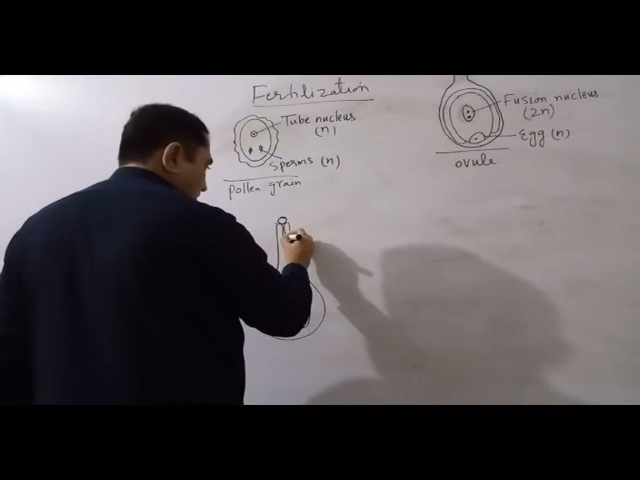 Fertilization
Tube nucleus
(n)
Sperms (n)
pollen grain
Fusion nucleus
(2n)
Egg (n)
ovule